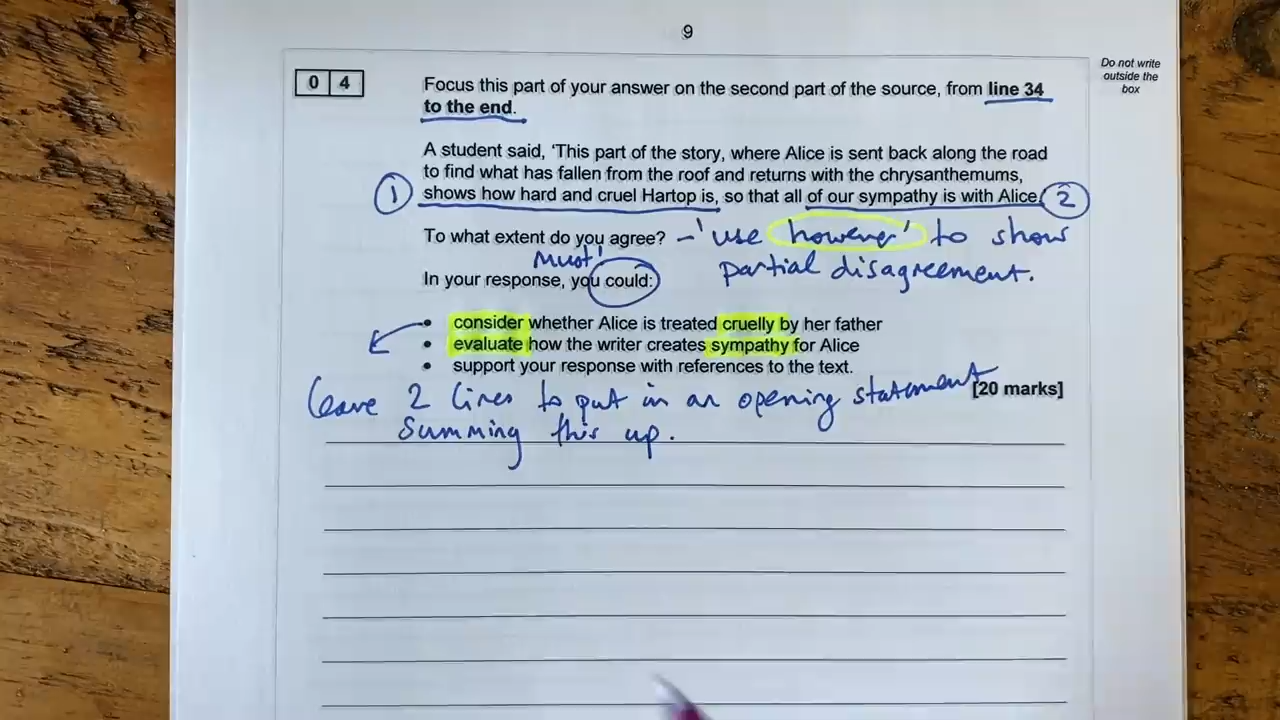 9
Do not write
outside the
box
0 4
Focus this part of your answer on the second part of the source, from line 34
to the end.
A student said, 'This part of the story, where Alice is sent back along the road
to find what has fallen from the roof and returns with the chrysanthemums,
1 shows how hard and cruel Hartop is, so that all of our sympathy is with Alice 2
To what extent do you agree? – 'use however' to show
partial disagreement.
Must!
In your response, you could:
• consider whether Alice is treated cruelly by her father
• evaluate how the writer creates sympathy for Alice
• support your response with references to the text.
[20 marks]
leave 2 lines to put in an opening statement
summing this up.